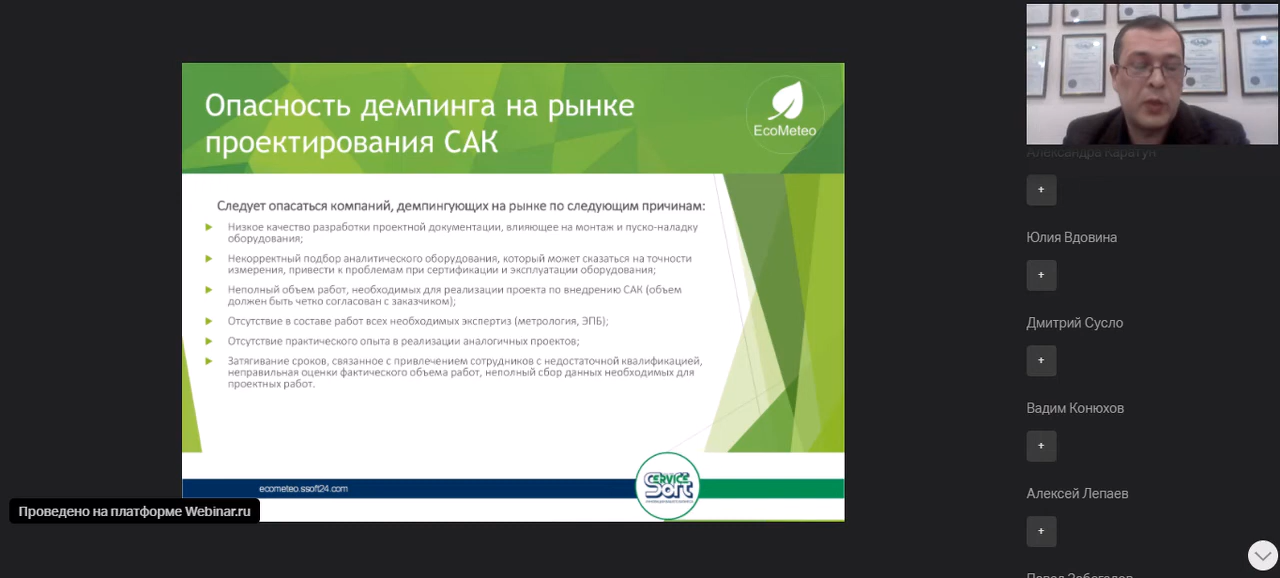 Опасность демпинга на рынке
проектирования САК
EcoMeteo
Следует опасаться компаний, демпингующих на рынке по следующим причинам:
Низкое качество разработки проектной документации, влияющее на монтаж и пуско-наладку
оборудования;
Некорректный подбор аналитического оборудования, который может сказаться на точности
измерения, привести к проблемам при сертификации и эксплуатации оборудования;
Неполный объем работ, необходимых для реализации проекта по внедрению САК (объем
должен быть четко согласован с заказчиком);
Отсутствие в составе работ всех необходимых экспертиз (метрология, ЭПБ);
Отсутствие практического опыта в реализации аналогичных проектов;
Затягивание сроков, связанное с привлечением сотрудников с недостаточной квалификацией,
неправильная оценки фактического объема работ, неполный сбор данных необходимых для
проектных работ.
ecometeo.ssoft24.com
SERVICE
Soft
Проведено на платформе Webinar.ru
Александра Каратун
+
Юлия Вдовина
+
Дмитрий Сусло
+
Вадим Конюхов
+
Алексей Лепаев
+